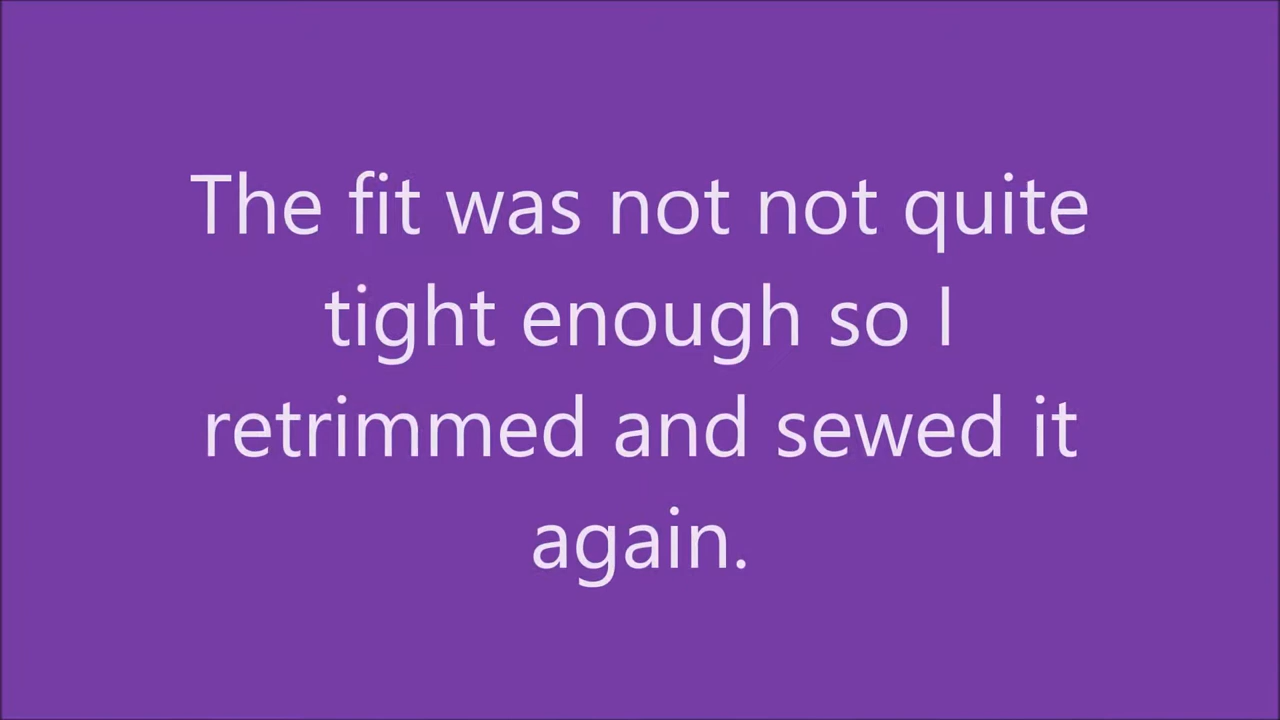 The fit was not not quite
tight enough so I
retrimmed and sewed it
again.